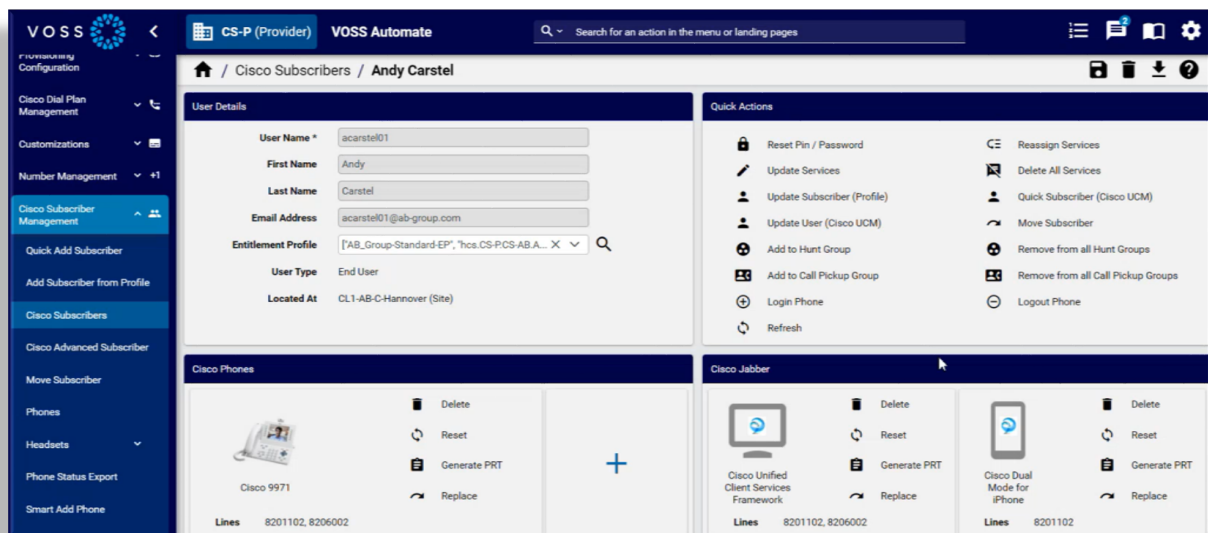 VOSS
CS-P (Provider)
VOSS Automate
Search for an action in the menu or landing pages
2
Provisioning
Configuration
Cisco Dial Plan
Management
Customizations
Number Management
+1
Cisco Subscriber
Management
Quick Add Subscriber
Add Subscriber from Profile
Cisco Subscribers
Cisco Advanced Subscriber
Move Subscriber
Phones
Headsets
Phone Status Export
Smart Add Phone
/ Cisco Subscribers / Andy Carstel
User Details
User Name *
acarstel01
First Name
Andy
Last Name
Carstel
Email Address
acarstel01@ab-group.com
Entitlement Profile
["AB_Group-Standard-EP", "hcs.CS-P.CS-AB.A...
User Type
End User
Located At
CL1-AB-C-Hannover (Site)
Quick Actions
Reset Pin / Password
Reassign Services
Update Services
Delete All Services
Update Subscriber (Profile)
Quick Subscriber (Cisco UCM)
Update User (Cisco UCM)
Move Subscriber
Add to Hunt Group
Remove from all Hunt Groups
Add to Call Pickup Group
Remove from all Call Pickup Groups
Login Phone
Logout Phone
Refresh
Cisco Phones
Cisco 9971
Delete
Reset
Generate PRT
Replace
Lines 8201102, 8206002
Cisco Jabber
Cisco Unified
Client Services
Framework
Delete
Reset
Generate PRT
Replace
Lines 8201102, 8206002
Cisco Dual
Mode for
iPhone
Delete
Reset
Generate PRT
Replace
Lines 8201102